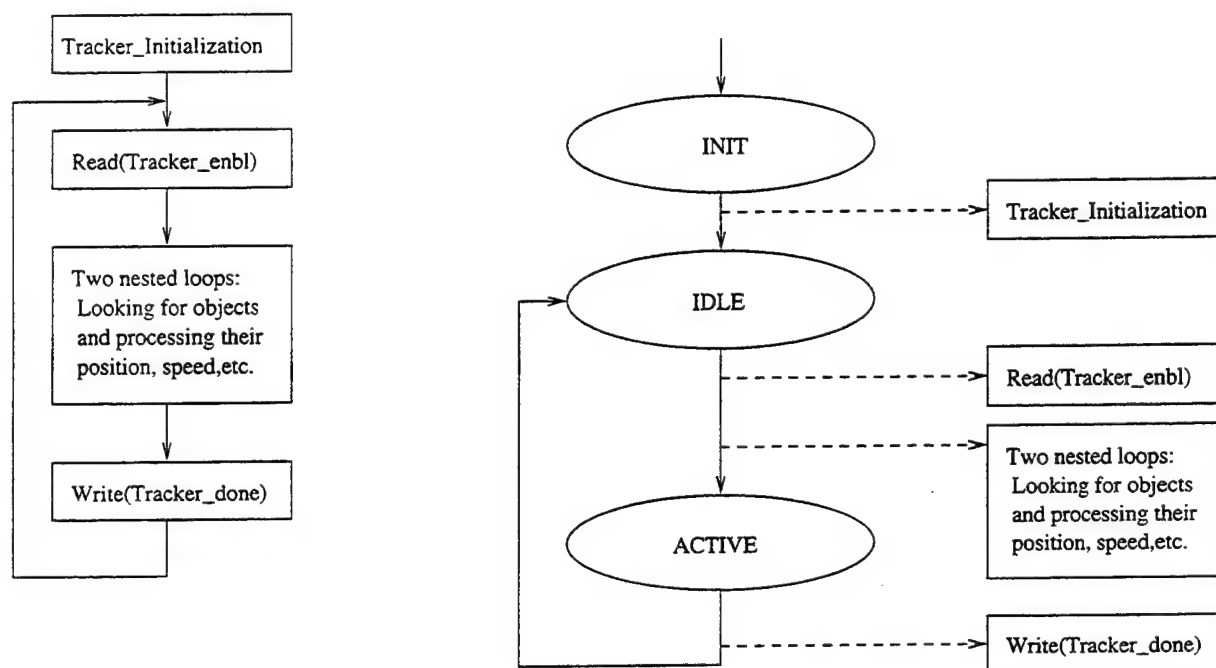 Tracker_Initialization
Read(Tracker_enbl)
Two nested loops:
Looking for objects
and processing their
position, speed,etc.
Write(Tracker_done)
INIT
Tracker_Initialization
IDLE
Read(Tracker_enbl)
Two nested loops:
Looking for objects
and processing their
position, speed,etc.
ACTIVE
Write(Tracker_done)